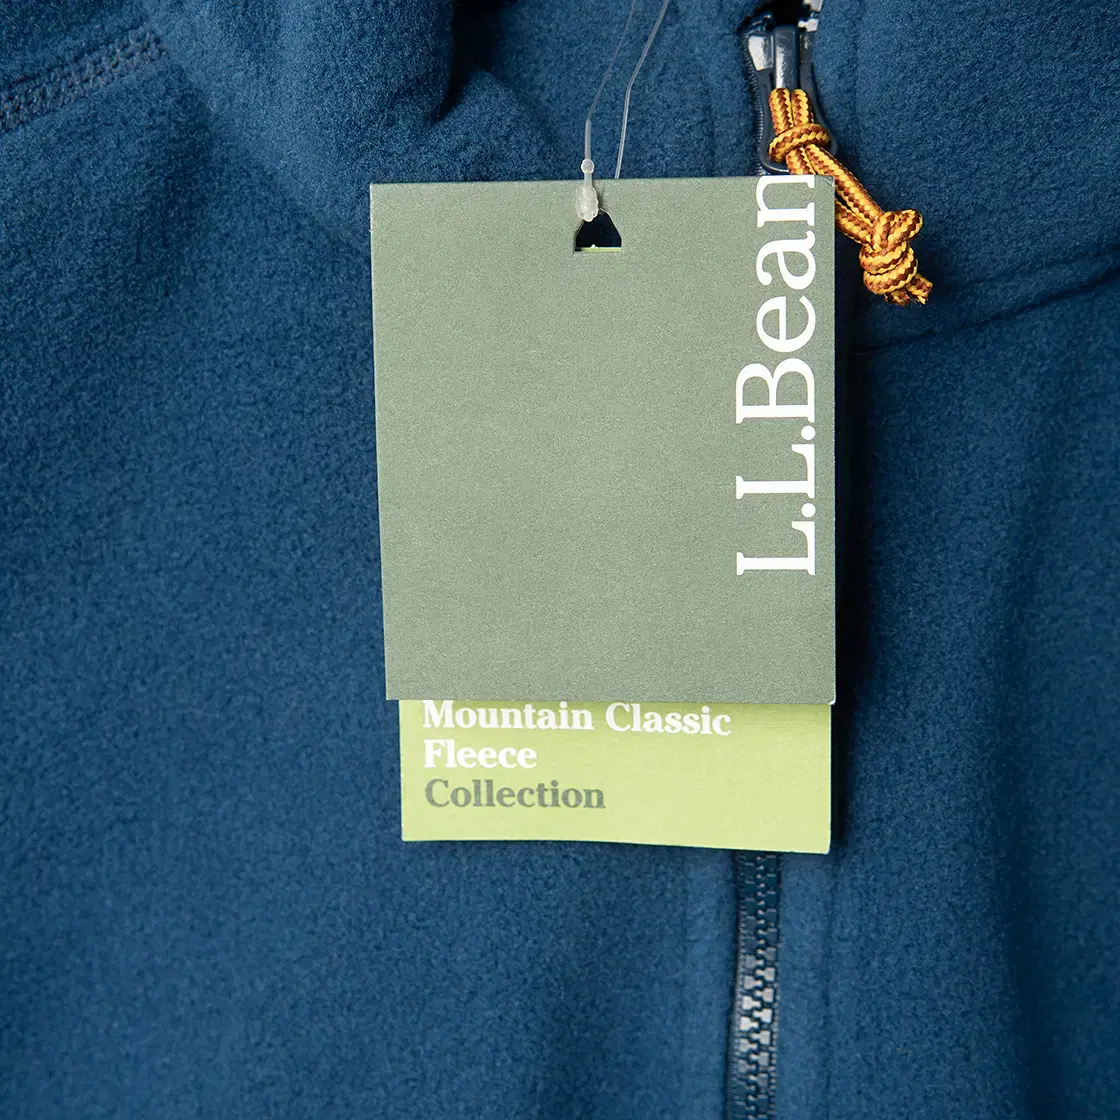 L.L.Bean
Mountain Classic
Fleece
Collection